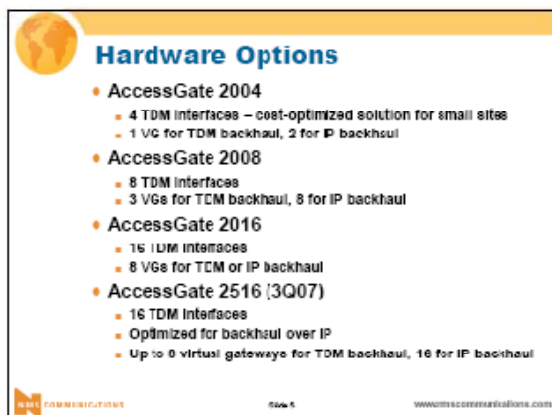 Hardware Options
AccessGate 2004
4 TDM interfaces – cost-optimized solution for small sites
1 VG for TDM backhaul, 2 for IP backhaul
AccessGate 2008
8 TDM interfaces
3 VGs for TDM backhaul, 8 for IP backhaul
AccessGate 2016
16 TDM interfaces
8 VGs for TDM or IP backhaul
AccessGate 2516 (3Q07)
16 TDM interfaces
Optimized for backhaul over IP
Up to virtual gateways for TDM backhaul, 16 for IP backhaul
NMS COMMUNICATIONS
Slide
www.nmscommunications.com